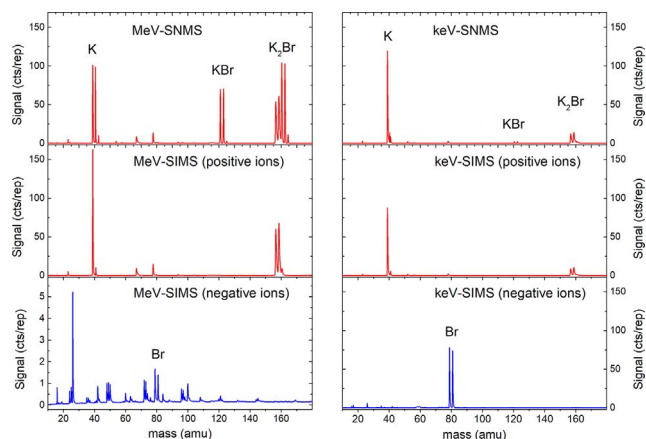 MeV-SNMS
K
KBr
K₂Br
Signal (cts/rep)
150
100
50
0
keV-SNMS
K
KBr
K₂Br
Signal (cts/rep)
150
100
50
0
MeV-SIMS (positive ions)
Signal (cts/rep)
150
100
50
0
keV-SIMS (positive ions)
Signal (cts/rep)
150
100
50
0
MeV-SIMS (negative ions)
Br
Signal (cts/rep)
5
4
3
2
1
0
20 40 60 80 100 120 140 160
mass (amu)
keV-SIMS (negative ions)
Br
Signal (cts/rep)
150
100
50
0
20 40 60 80 100 120 140 160
mass (amu)